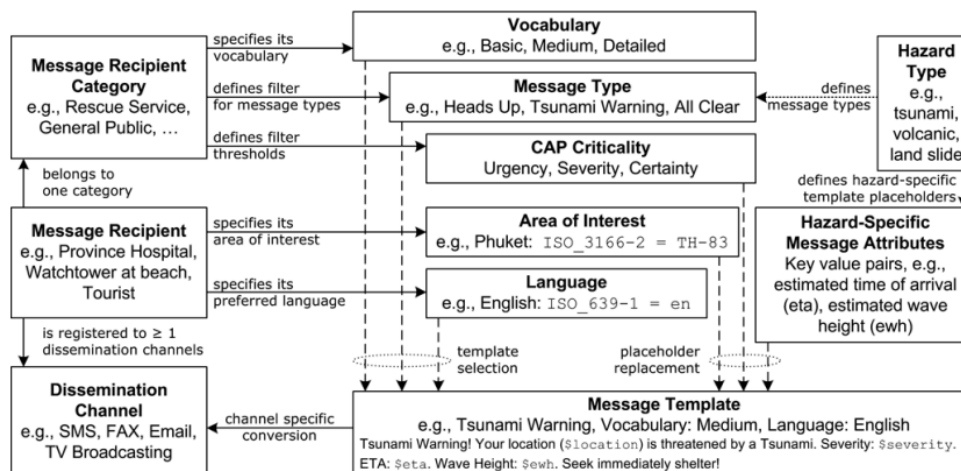 Message Recipient
Category
e.g., Rescue Service,
General Public, …
specifies its
vocabulary
Vocabulary
e.g., Basic, Medium, Detailed
defines filter
for message types
Message Type
e.g., Heads Up, Tsunami Warning, All Clear
defines
message types
Hazard
Type
e.g.,
tsunami,
volcanic,
land slide
defines filter
thresholds
CAP Criticality
Urgency, Severity, Certainty
belongs to
one category
defines hazard-specific
template placeholders
Message Recipient
e.g., Province Hospital,
Watchtower at beach,
Tourist
specifies its
area of interest
Area of Interest
e.g., Phuket: ISO_3166-2 = TH-83
Hazard-Specific
Message Attributes
Key value pairs, e.g.,
estimated time of arrival
(eta), estimated wave
height (ewh)
specifies its
preferred language
Language
e.g., English: ISO_639-1 = en
is registered to ≥ 1
dissemination channels
template
selection
placeholder
replacement
Dissemination
Channel
e.g., SMS, FAX, Email,
TV Broadcasting
channel specific
conversion
Message Template
e.g., Tsunami Warning, Vocabulary: Medium, Language: English
Tsunami Warning! Your location ($location) is threatened by a Tsunami. Severity: $severity.
ETA: $eta. Wave Height: $ewh. Seek immediately shelter!